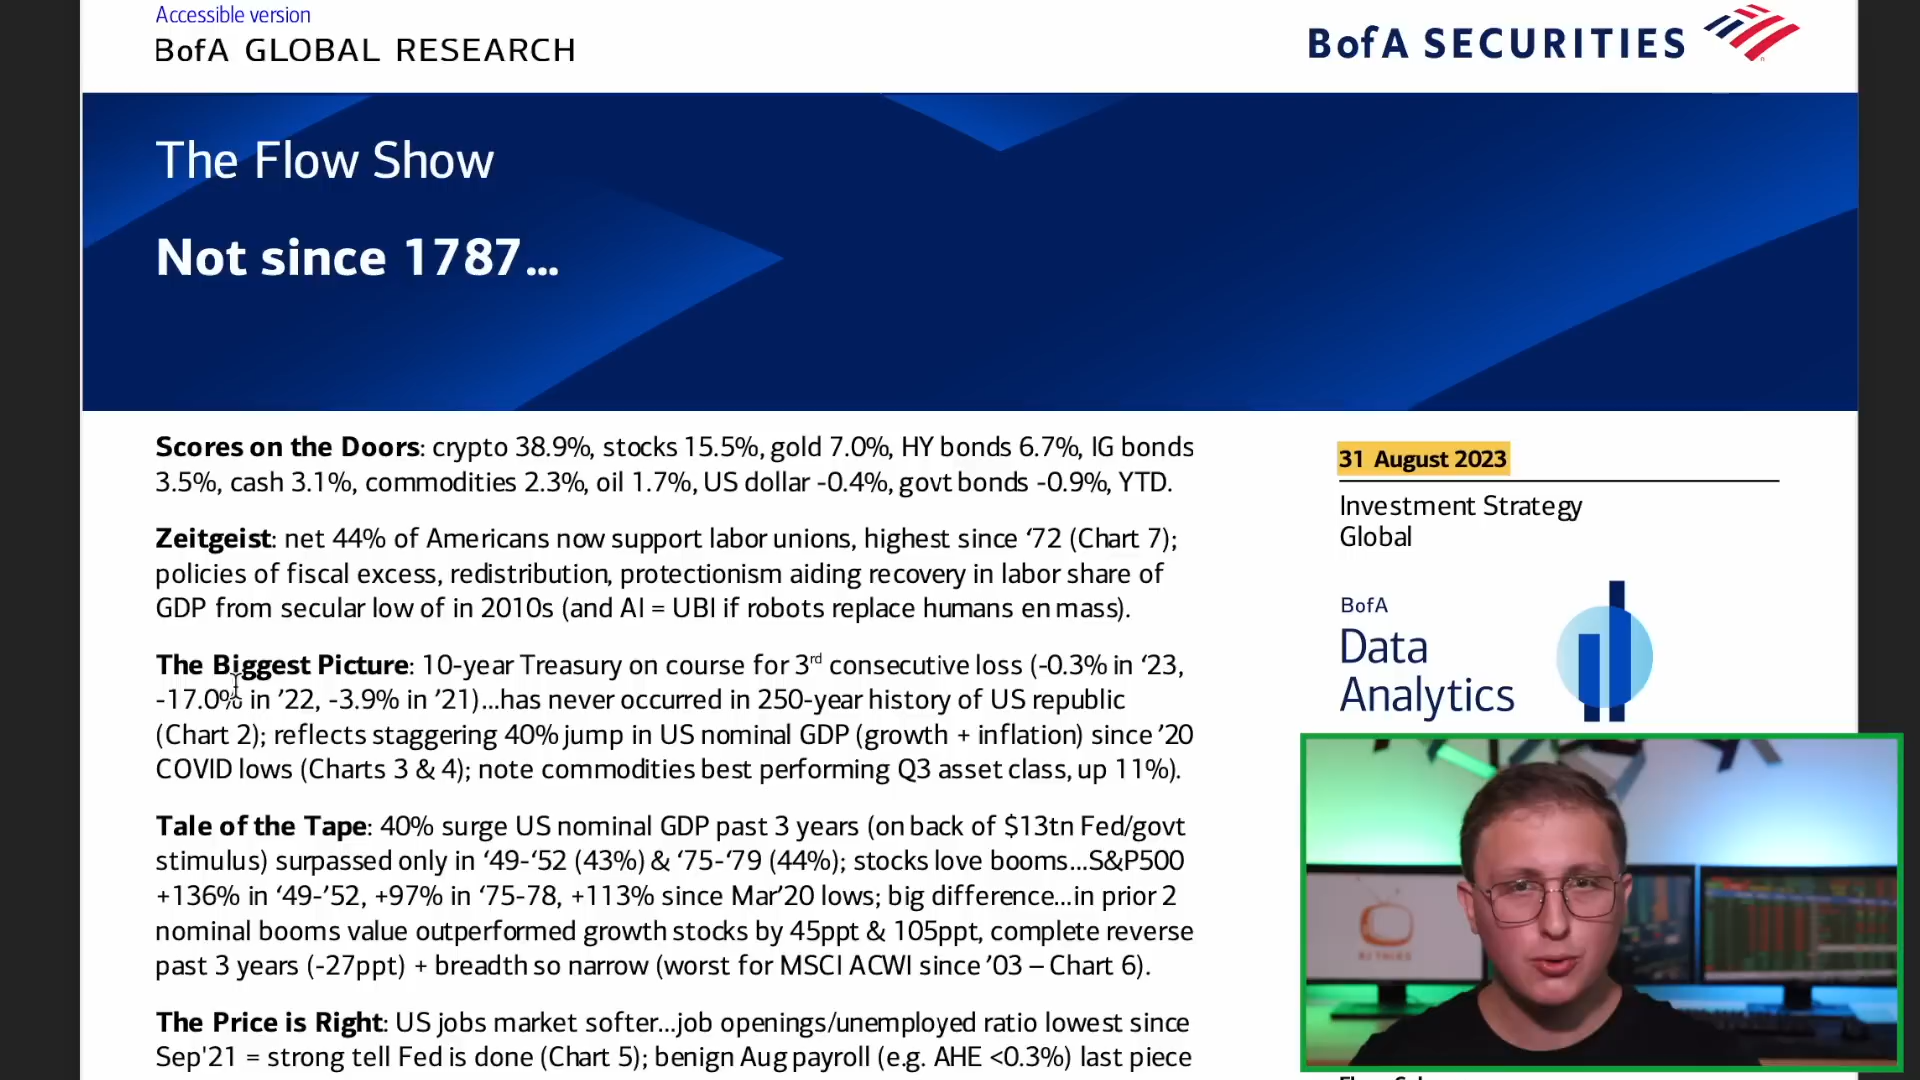 Accessible version
BofA GLOBAL RESEARCH
BofA SECURITIES
The Flow Show
Not since 1787...
Scores on the Doors: crypto 38.9%, stocks 15.5%, gold 7.0%, HY bonds 6.7%, IG bonds
3.5%, cash 3.1%, commodities 2.3%, oil 1.7%, US dollar -0.4%, govt bonds -0.9%, YTD.
Zeitgeist: net 44% of Americans now support labor unions, highest since ‘72 (Chart 7);
policies of fiscal excess, redistribution, protectionism aiding recovery in labor share of
GDP from secular low of in 2010s (and AI = UBI if robots replace humans en mass).
The Biggest Picture: 10-year Treasury on course for 3rd consecutive loss (-0.3% in ‘23,
-17.0% in ’22, -3.9% in ’21)...has never occurred in 250-year history of US republic
(Chart 2); reflects staggering 40% jump in US nominal GDP (growth + inflation) since ’20
COVID lows (Charts 3 & 4); note commodities best performing Q3 asset class, up 11%).
Tale of the Tape: 40% surge US nominal GDP past 3 years (on back of $13tn Fed/govt
stimulus) surpassed only in ‘49-‘52 (43%) & ‘75-‘79 (44%); stocks love booms...S&P500
+136% in ‘49-’52, +97% in ‘75-78, +113% since Mar’20 lows; big difference...in prior 2
nominal booms value outperformed growth stocks by 45ppt & 105ppt, complete reverse
past 3 years (-27ppt) + breadth so narrow (worst for MSCI ACWI since ’03 – Chart 6).
The Price is Right: US jobs market softer...job openings/unemployed ratio lowest since
Sep'21 = strong tell Fed is done (Chart 5); benign Aug payroll (e.g. AHE <0.3%) last piece
31 August 2023
Investment Strategy
Global
BofA
Data
Analytics